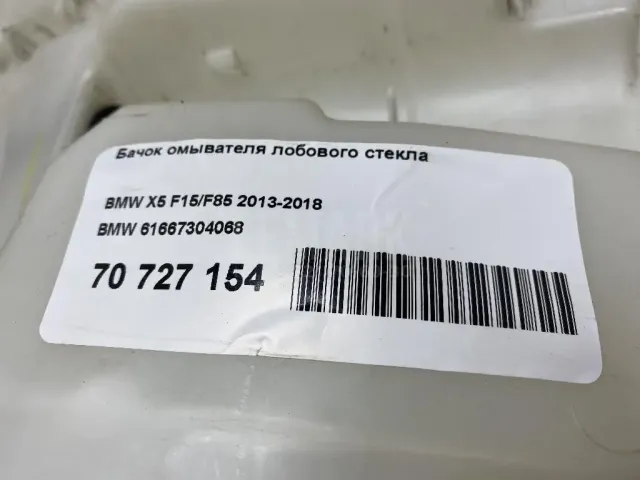 Бачок омывателя лобового стекла
BMW X5 F15/F85 2013-2018
BMW 61667304068
70 727 154